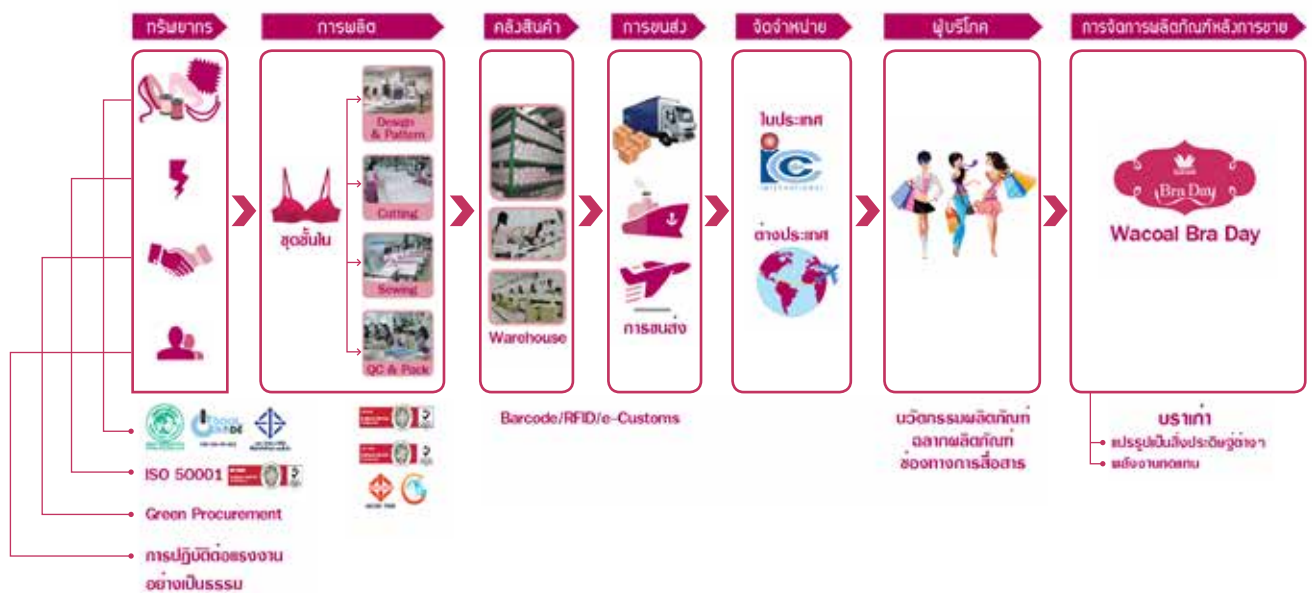 ทรัพยากร
การผลิต
คลังสินค้า
การขนส่ง
จัดจำหน่าย
ผู้บริโภค
การจัดการผลิตภัณฑ์หลังการขาย
ชุดชั้นใน
Design
& Pattern
Cutting
Sewing
QC & Pack
Warehouse
การขนส่ง
ในประเทศ
ICC
INTERNATIONAL
ต่างประเทศ
Bra Day
Wacoal Bra Day
ISO 50001
Green Procurement
การปฏิบัติต่อแรงงาน
อย่างเป็นธรรม
Barcode/RFID/e-Customs
นวัตกรรมผลิตภัณฑ์
ฉลากผลิตภัณฑ์
ช่องทางการสื่อสาร
บราเก่า
แปรรูปเป็นสิ่งประดิษฐ์ต่างๆ
พลังงานทดแทน